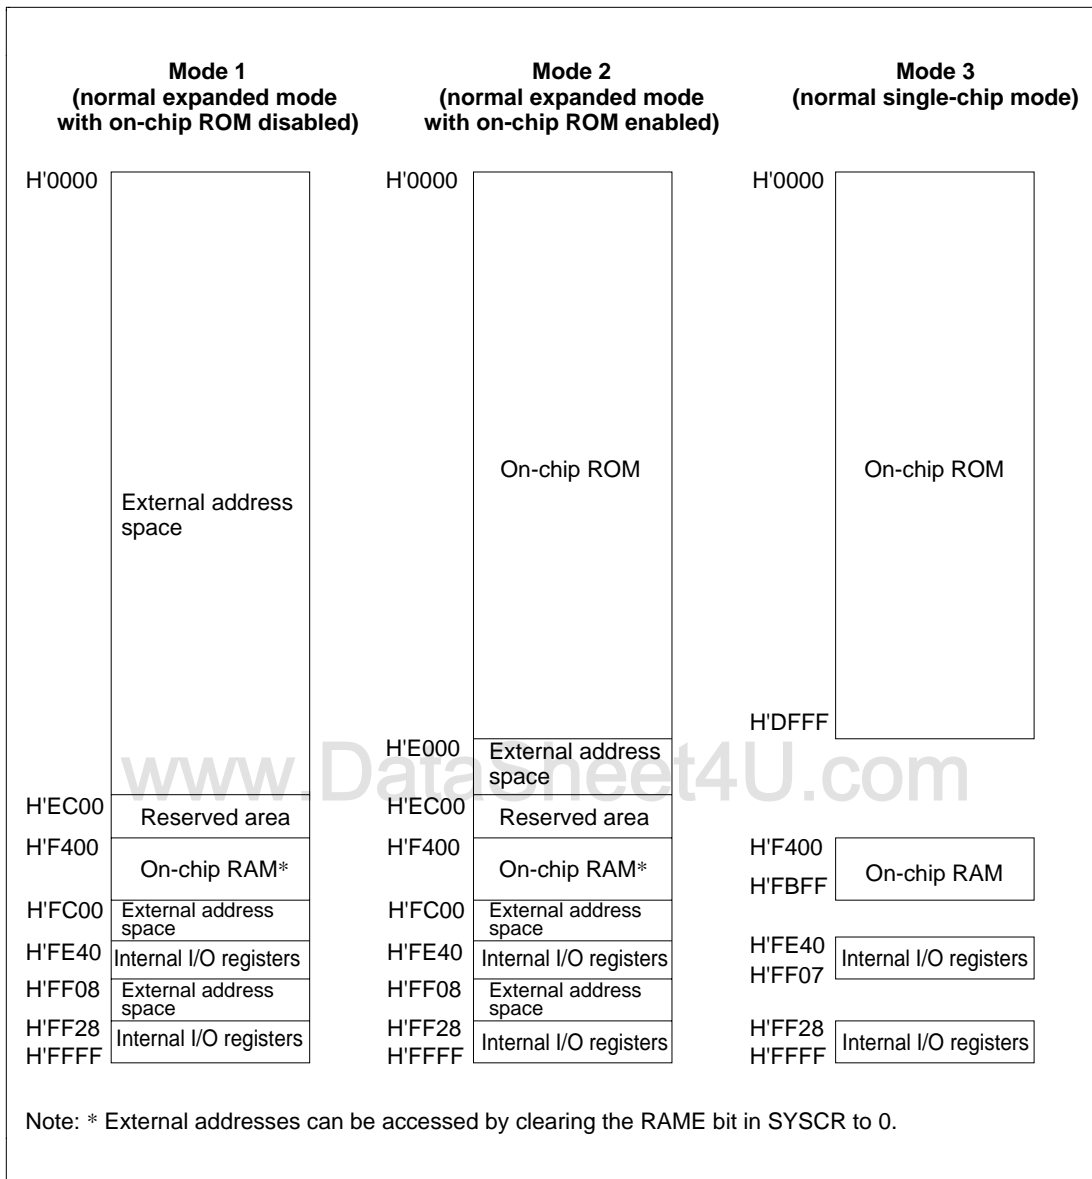 Mode 1
(normal expanded mode
with on-chip ROM disabled)
H'0000
External address
space
H'EC00
Reserved area
H'F400
On-chip RAM*
H'FC00
External address
space
H'FE40
Internal I/O registers
H'FF08
External address
space
H'FF28
Internal I/O registers
H'FFFF
Mode 2
(normal expanded mode
with on-chip ROM enabled)
H'0000
On-chip ROM
H'E000
External address
space
H'EC00
Reserved area
H'F400
On-chip RAM*
H'FC00
External address
space
H'FE40
Internal I/O registers
H'FF08
External address
space
H'FF28
Internal I/O registers
H'FFFF
Mode 3
(normal single-chip mode)
H'0000
On-chip ROM
H'DFFF
H'F400
On-chip RAM
H'FBFF
H'FE40
Internal I/O registers
H'FF07
H'FF28
Internal I/O registers
H'FFFF
www.DataSheet4U.com
Note: * External addresses can be accessed by clearing the RAME bit in SYSCR to 0.